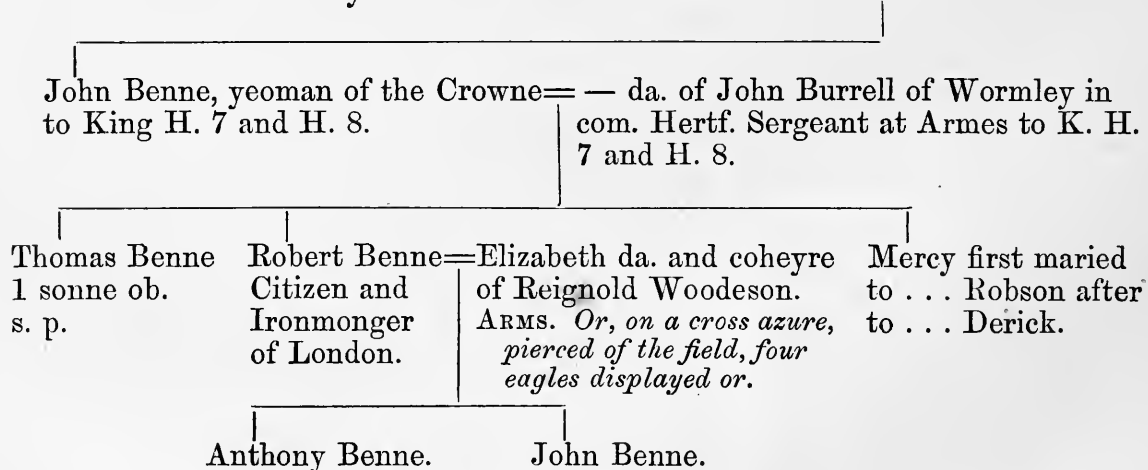 John Benne, yeoman of the Crowne= — da. of John Burrell of Wormley in
to King H. 7 and H. 8.
com. Hertf. Sergeant at Armes to K. H.
7 and H. 8.
Thomas Benne
1 sonne ob.
s. p.
Robert Benne=Elizabeth da. and coheyre
Citizen and
Ironmonger
of London.
of Reignold Woodeson.
ARMS. Or, on a cross azure,
pierced of the field, four
eagles displayed or.
Mercy first maried
to . . . Robson after
to . . . Derick.
Anthony Benne.
John Benne.